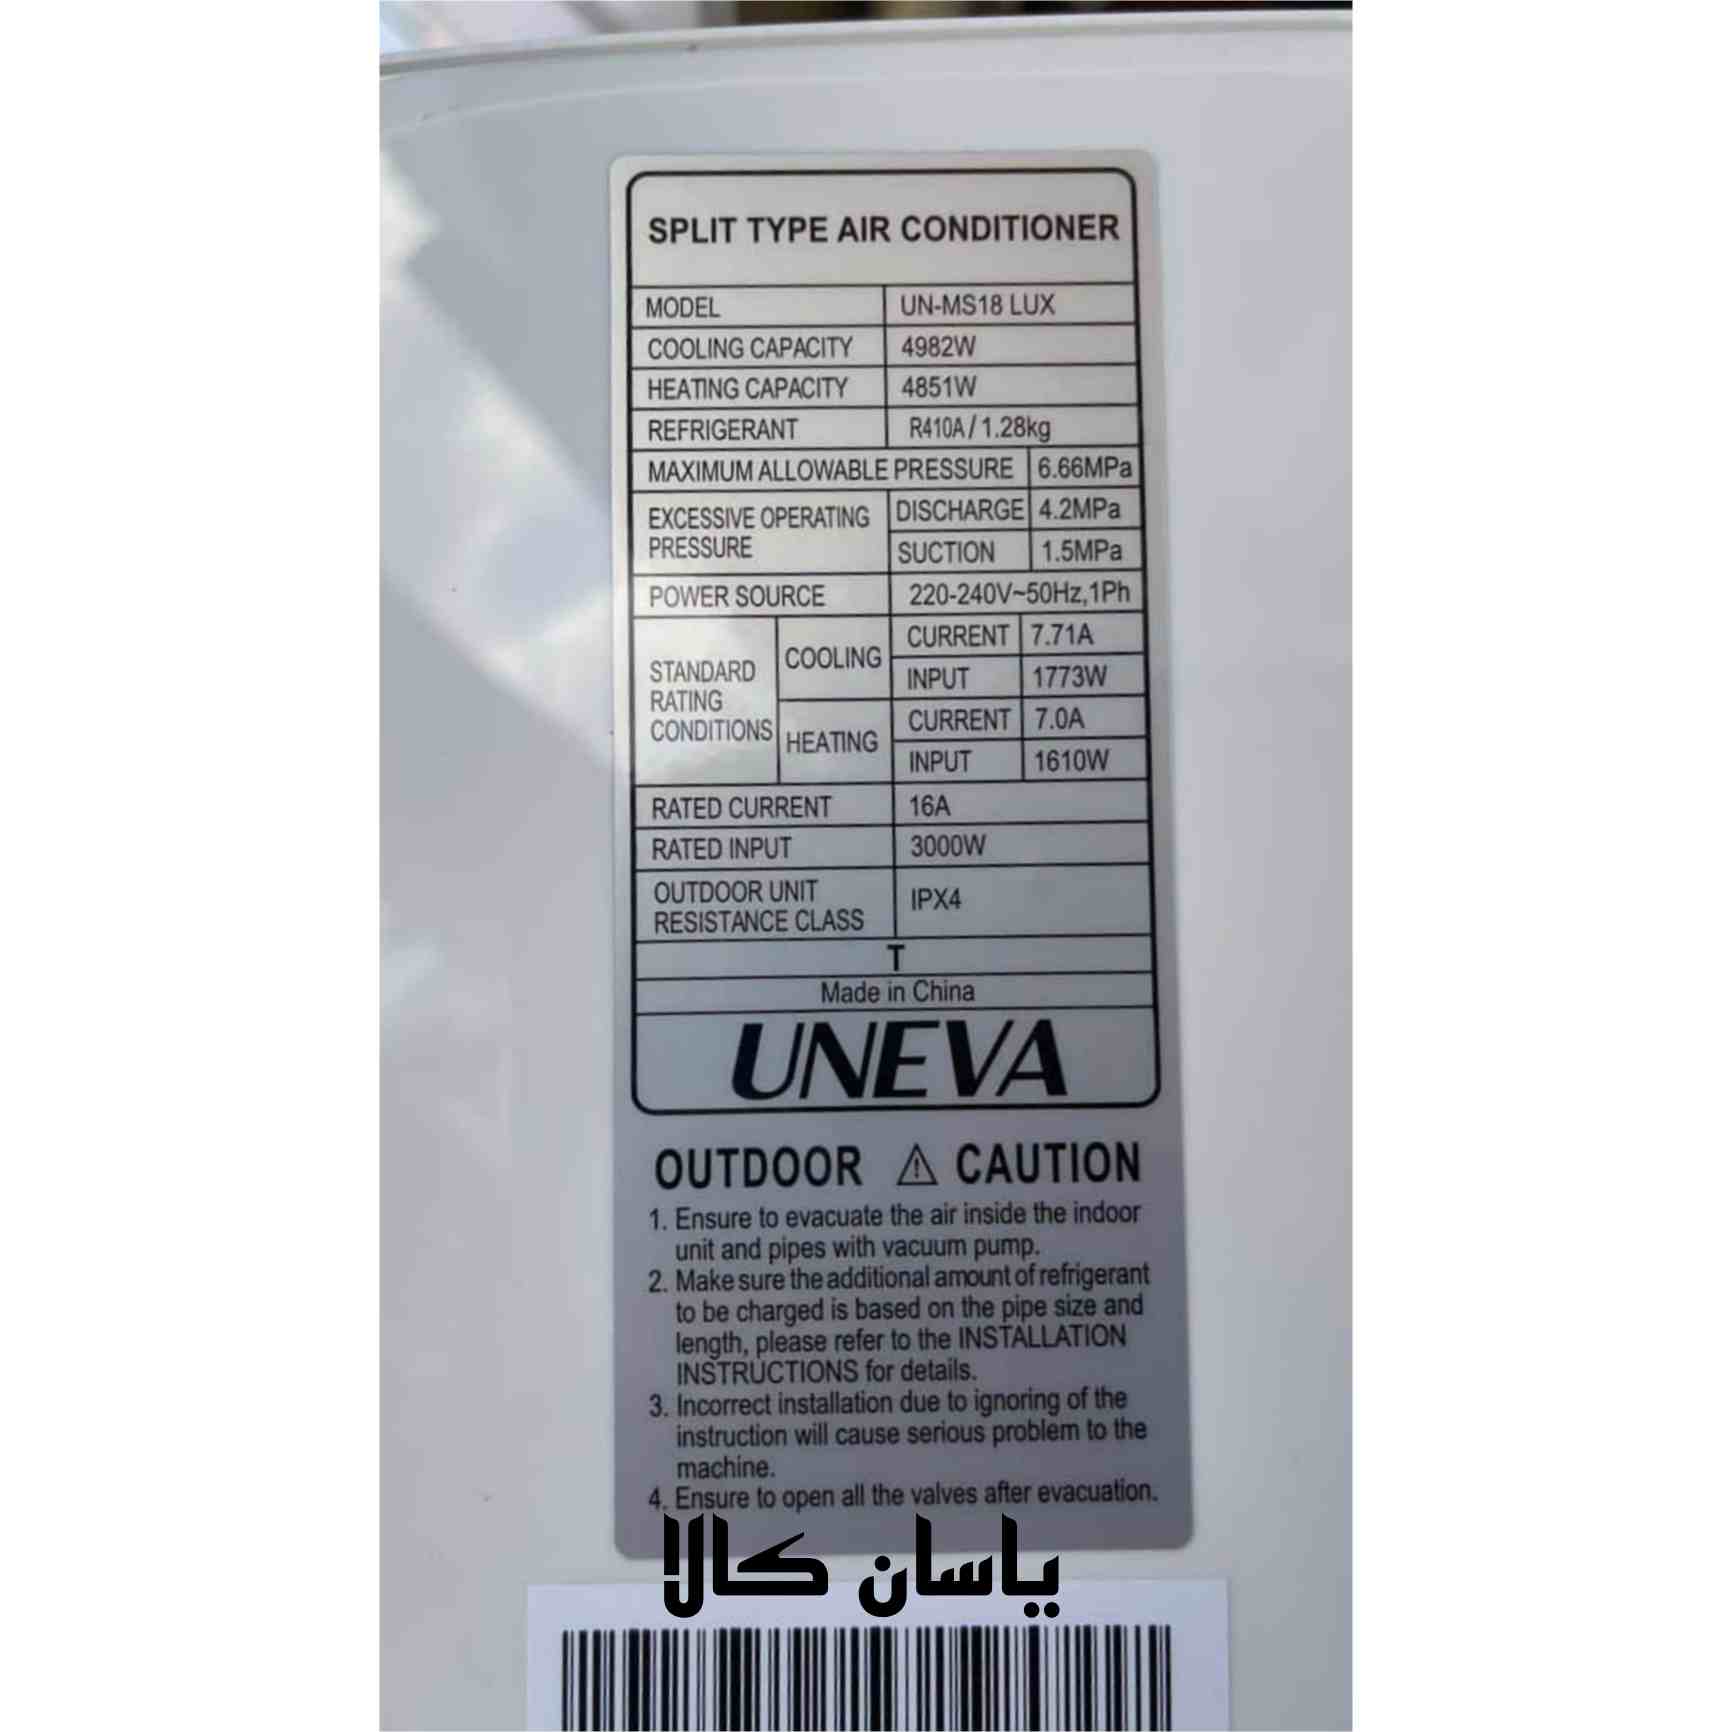 SPLIT TYPE AIR CONDITIONER
MODEL UN-MS18 LUX
COOLING CAPACITY 4982W
HEATING CAPACITY 4851W
REFRIGERANT R410A / 1.28kg
MAXIMUM ALLOWABLE PRESSURE 6.66MPa
EXCESSIVE OPERATING
PRESSURE
DISCHARGE 4.2MPa
SUCTION 1.5MPa
POWER SOURCE 220-240V~50Hz,1Ph
STANDARD
RATING
CONDITIONS
COOLING
CURRENT 7.71A
INPUT 1773W
HEATING
CURRENT 7.0A
INPUT 1610W
RATED CURRENT 16A
RATED INPUT 3000W
OUTDOOR UNIT
RESISTANCE CLASS
IPX4
T
Made in China
UNEVA
OUTDOOR ⚠ CAUTION
1. Ensure to evacuate the air inside the indoor
unit and pipes with vacuum pump.
2. Make sure the additional amount of refrigerant
to be charged is based on the pipe size and
length, please refer to the INSTALLATION
INSTRUCTIONS for details.
3. Incorrect installation due to ignoring of the
instruction will cause serious problem to the
machine.
4. Ensure to open all the valves after evacuation.
یاسان کالا